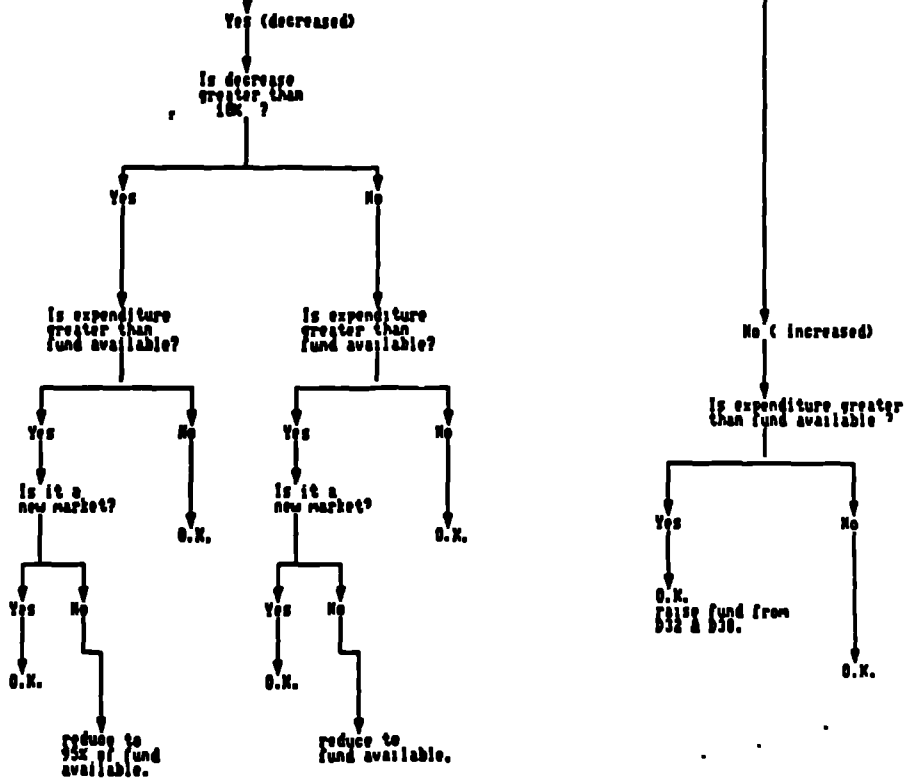 Yes (decreased)
Is decrease
greater than
10% ?
Yes
No
Is expenditure
greater than
fund available?
Is expenditure
greater than
fund available?
Yes
No
Yes
No
Is it a
new market?
Is it a
new market?
O.K.
O.K.
Yes
No
Yes
No
O.K.
O.K.
reduce to
95% of fund
available.
reduce to
fund available.
No ( increased)
Is expenditure greater
than fund available ?
Yes
No
O.K.
raise fund from
O.K.